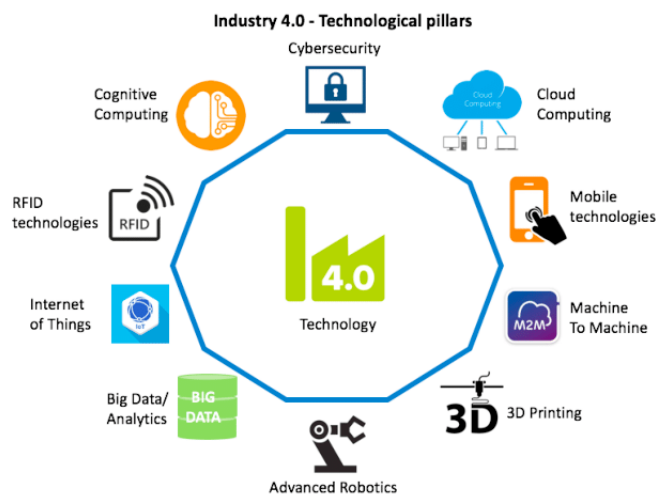 Industry 4.0 - Technological pillars
Cybersecurity
Cognitive
Computing
Cloud
Computing
Cloud
Computing
RFID
technologies
RFID
Mobile
technologies
4.0
Technology
Internet
of Things
IoT
M2M
Machine
To Machine
Big Data/
Analytics
BIG
DATA
3D
3D Printing
Advanced Robotics